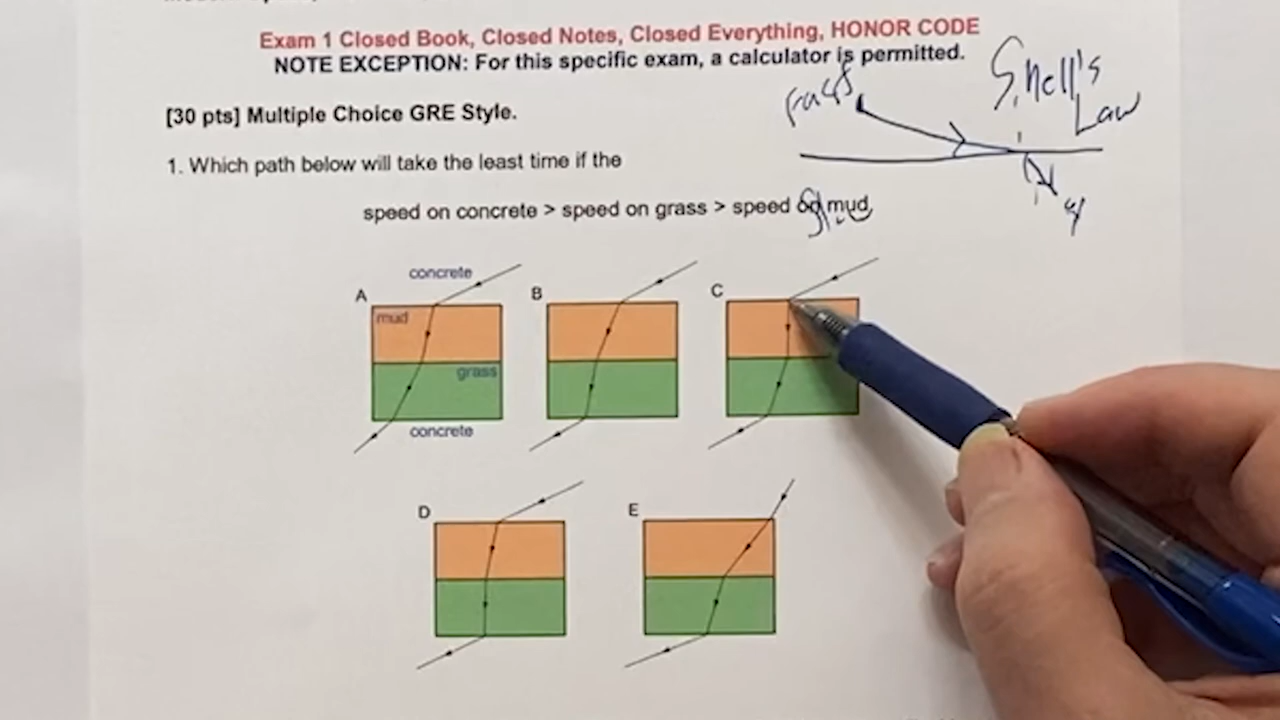 Exam 1 Closed Book, Closed Notes, Closed Everything, HONOR CODE
NOTE EXCEPTION: For this specific exam, a calculator is permitted.
Snell's
Law
Fast
[30 pts] Multiple Choice GRE Style.
1. Which path below will take the least time if the
speed on concrete > speed on grass > speed on mud
A
concrete
mud
grass
concrete
B
C
D
E